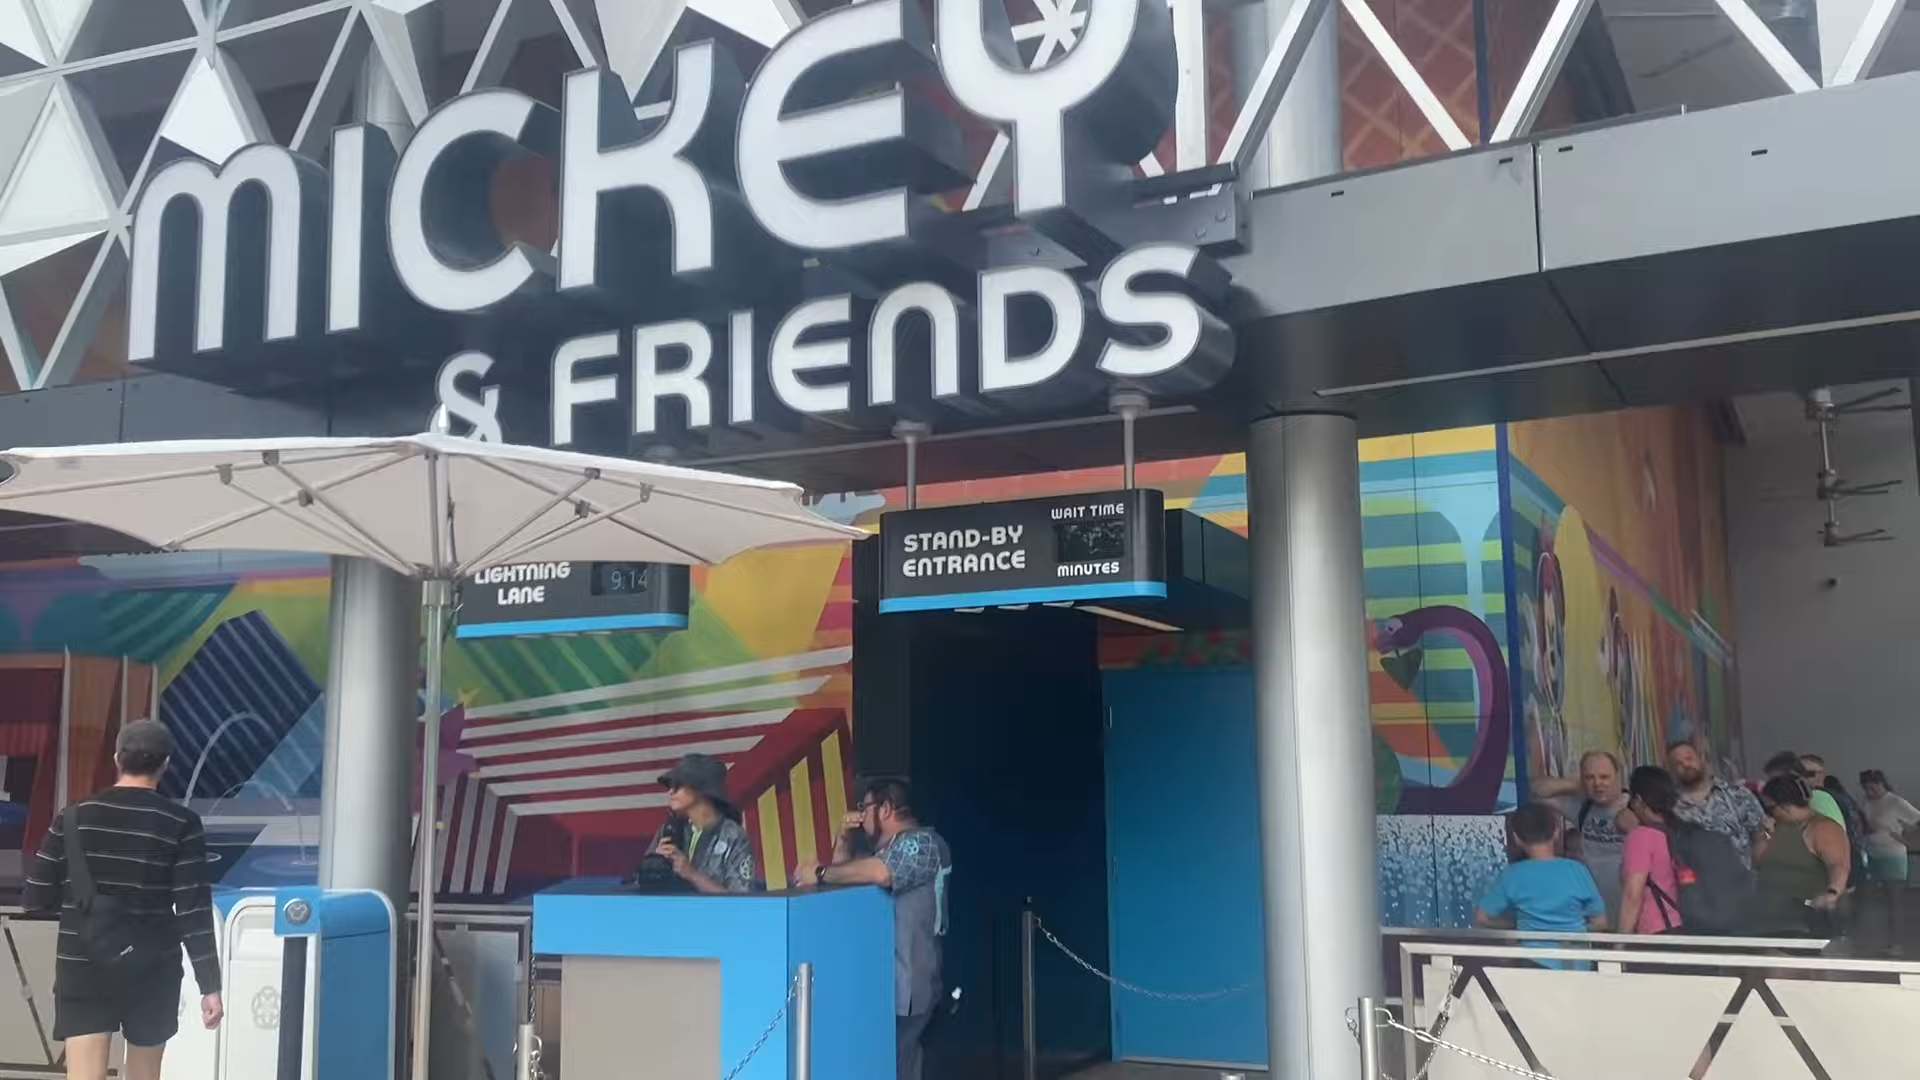 MICKEY
& FRIENDS
LIGHTNING
LANE
9:14
STAND-BY
ENTRANCE
WAIT TIME
MINUTES